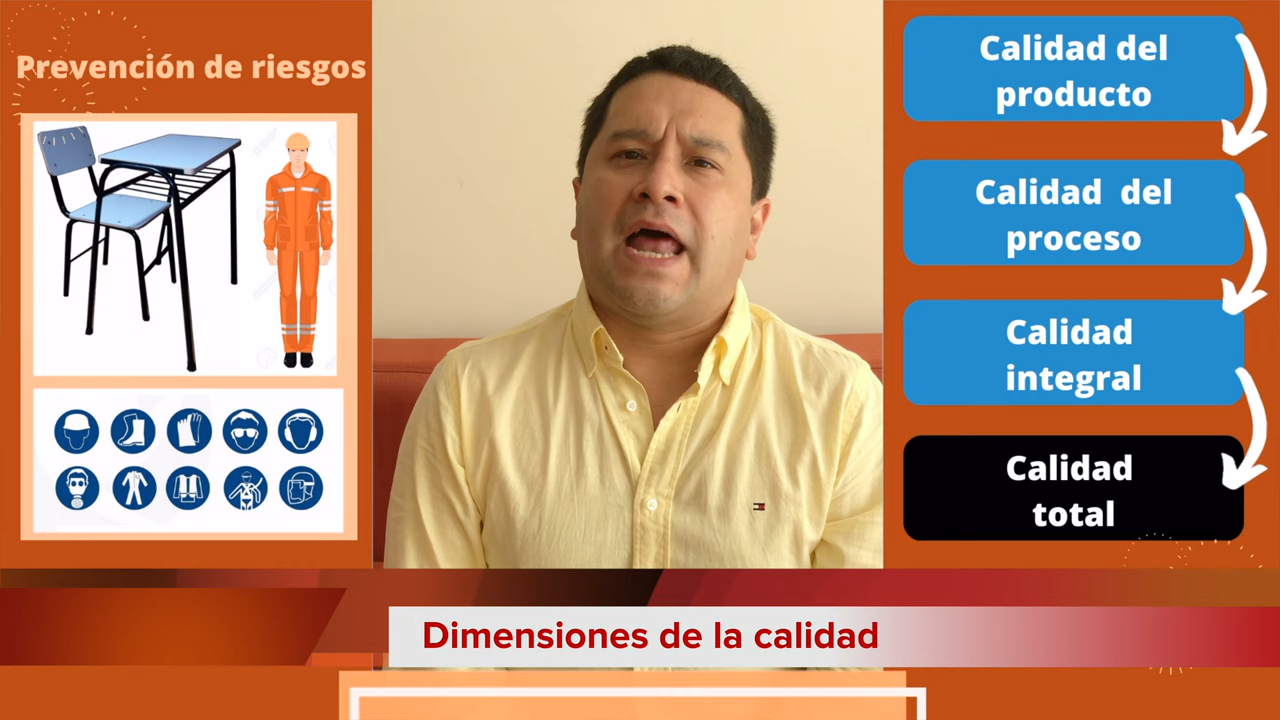 Prevención de riesgos
Calidad del
producto
Calidad del
proceso
Calidad
integral
Calidad
total
Dimensiones de la calidad